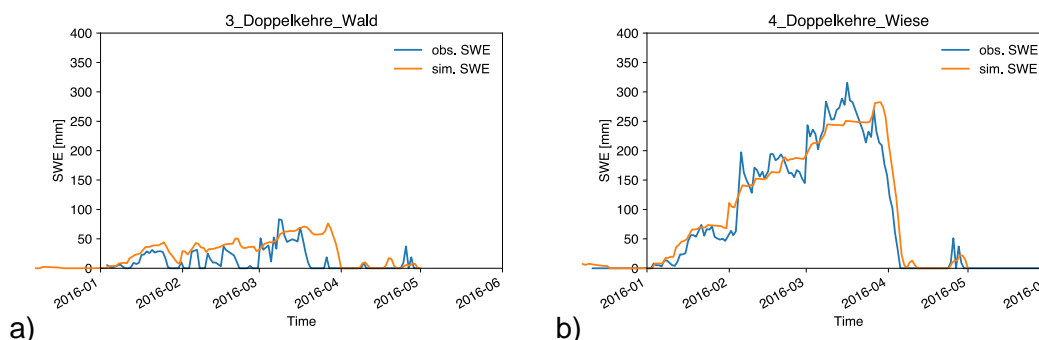 3_Doppelkehre_Wald
400
350
300
250
200
150
100
50
0
SWE [mm]
obs. SWE
sim. SWE
2016-01
2016-02
2016-03
2016-04
2016-05
2016-06
Time
a)
4_Doppelkehre_Wiese
400
350
300
250
200
150
100
50
0
SWE [mm]
obs. SWE
sim. SWE
2016-01
2016-02
2016-03
2016-04
2016-05
2016-0
Time
b)